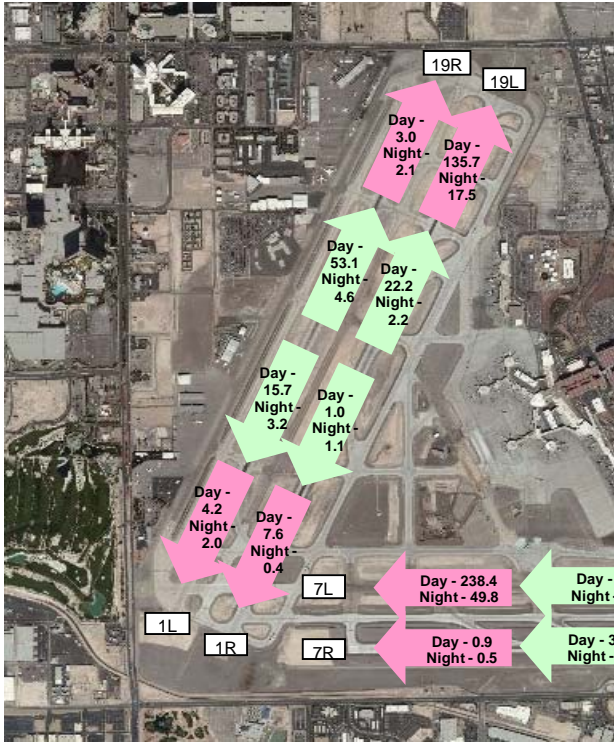 19R
19L
Day -
3.0
Night -
2.1
Day -
135.7
Night -
17.5
Day -
53.1
Night -
4.6
Day -
22.2
Night -
2.2
Day -
15.7
Night -
3.2
Day -
1.0
Night -
1.1
Day -
4.2
Night -
2.0
Day -
7.6
Night -
0.4
7L
Day - 238.4
Night - 49.8
Day -
Night -
1L
1R
7R
Day - 0.9
Night - 0.5
Day - 3
Night -